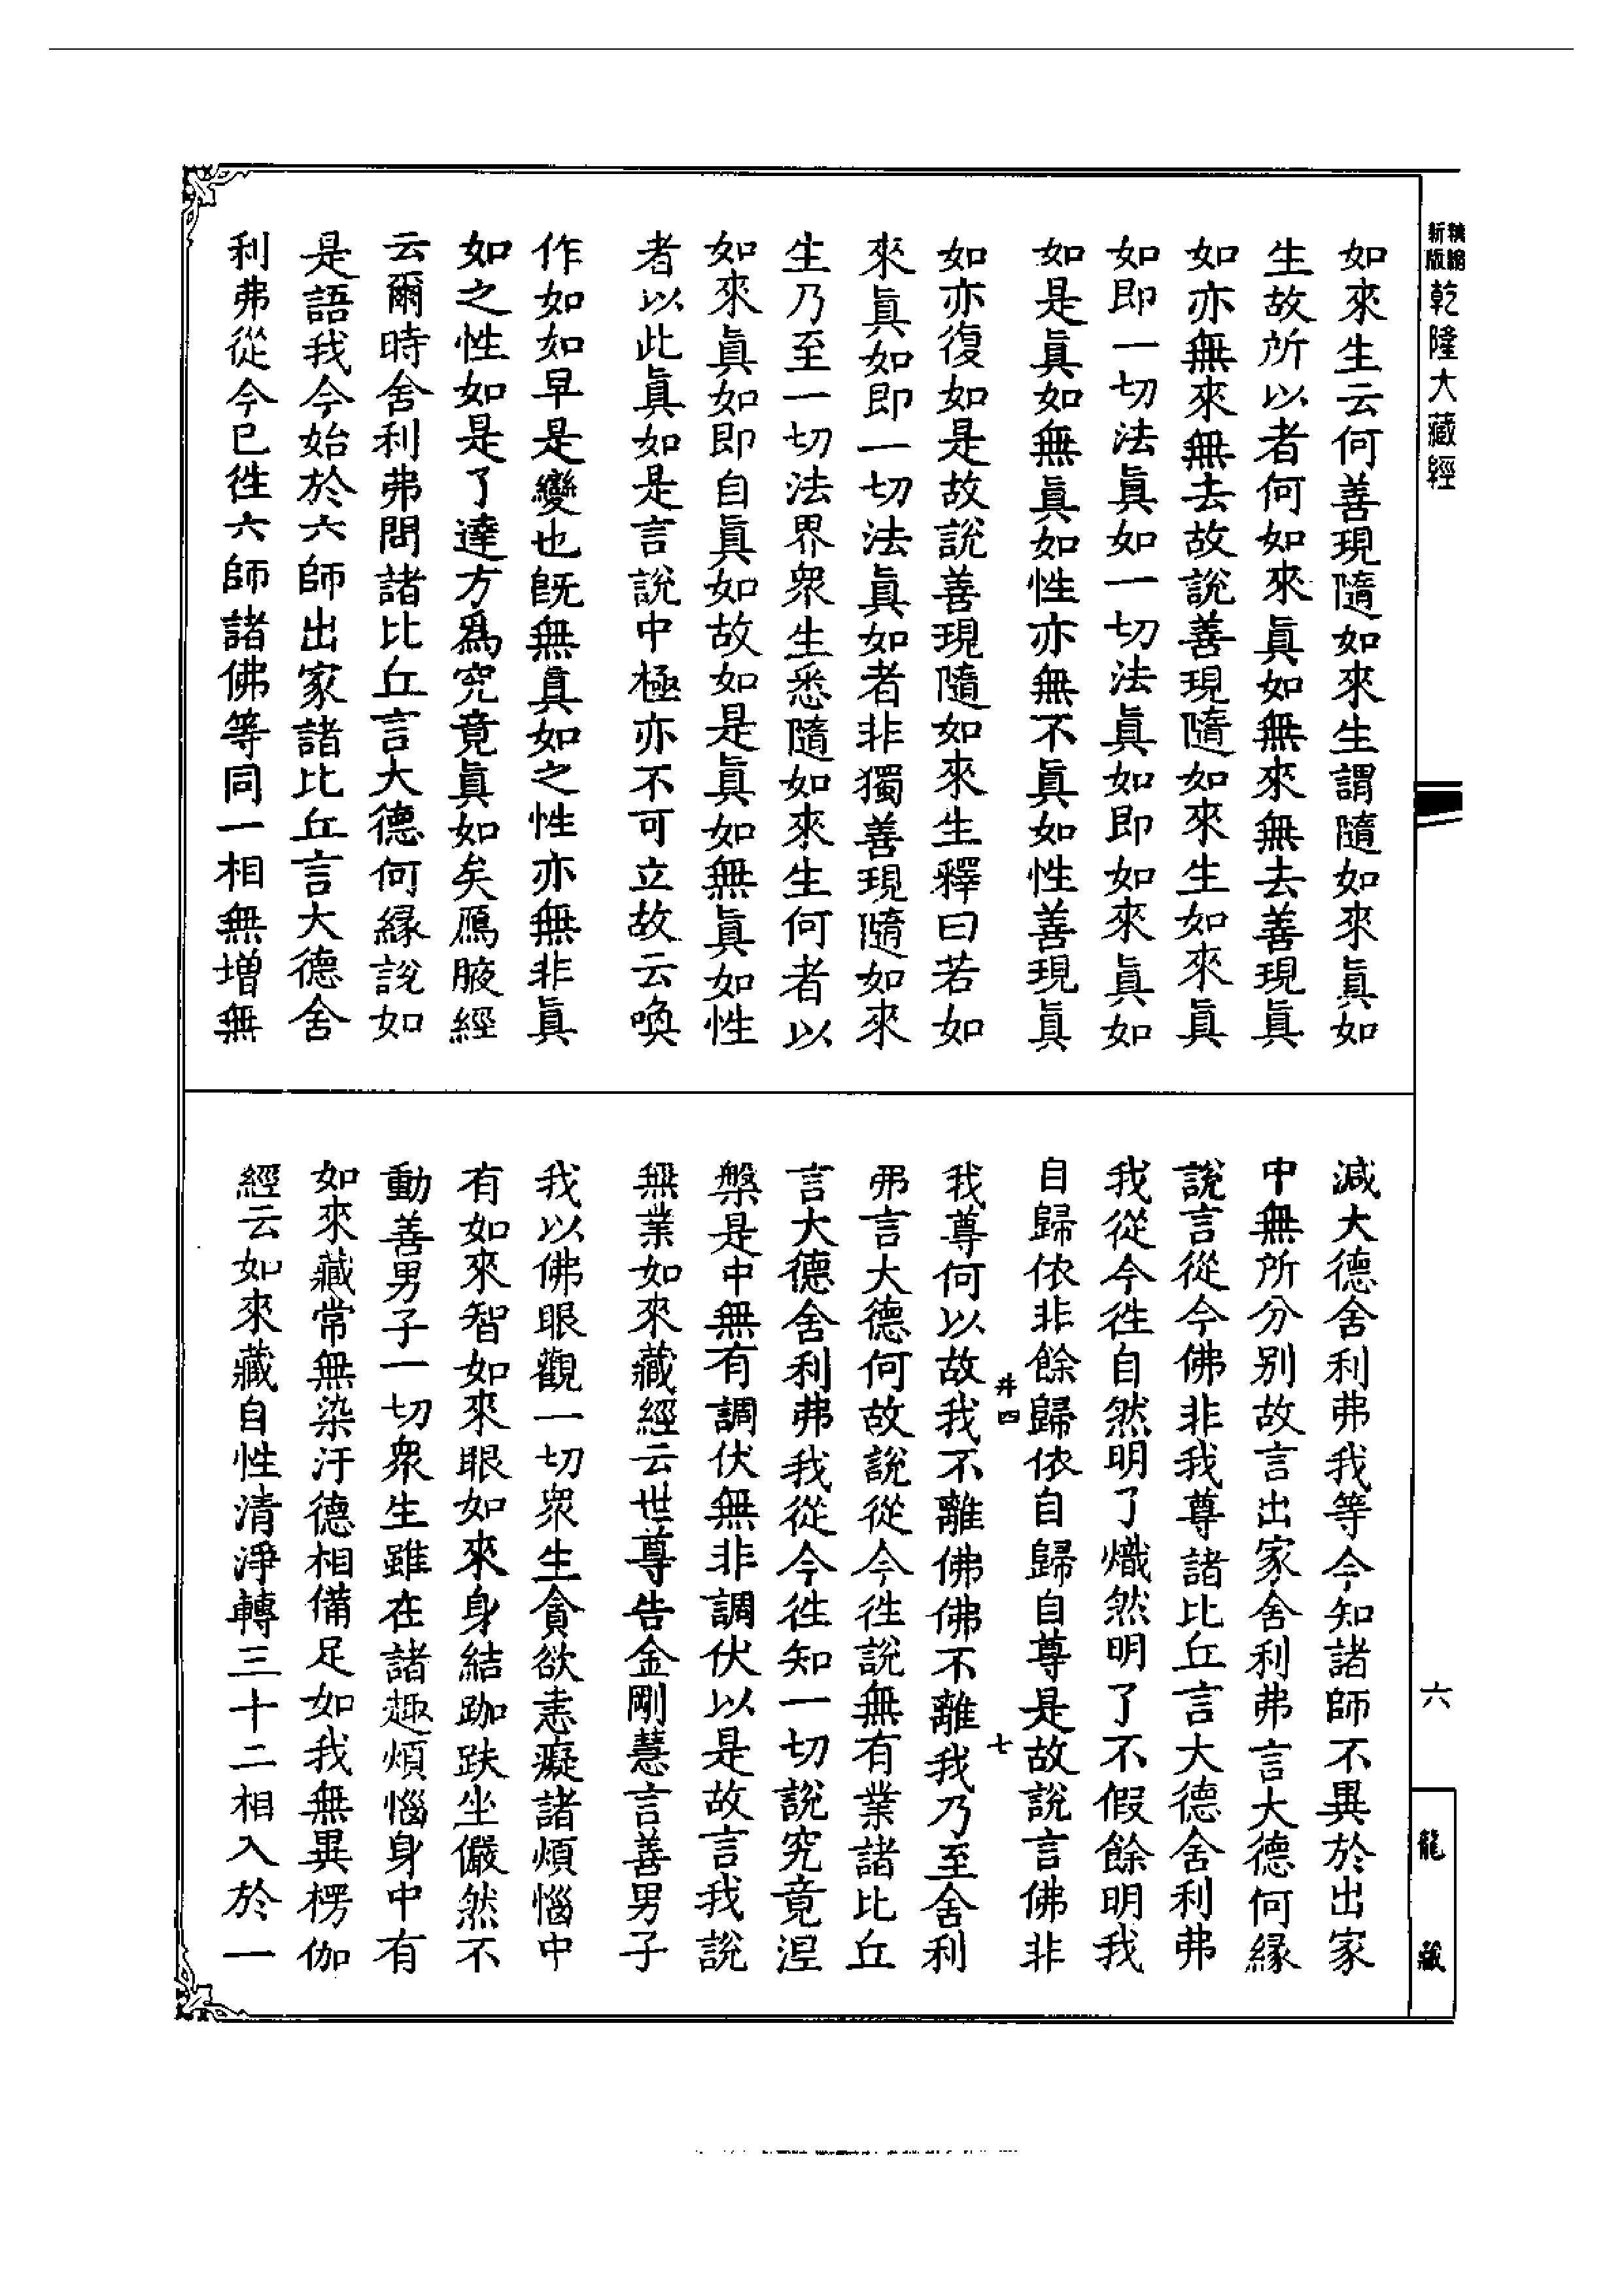 新版
乾隆大藏經
如來生云何善現隨如來生謂隨如來眞如
生故所以者何如來眞如無來無去善現眞
如亦無來無去故說善現隨如來生如來眞
如即一切法眞如一切法眞如即如來眞如
如是眞如無眞如性亦無不眞如性善現眞
如亦復如是故說善現隨如來生釋曰若如
來眞如即一切法眞如者非獨善現隨如來
生乃至一切法界衆生悉隨如來生何者以
如來眞如即自眞如故如是眞如無眞如性
者以此眞如是言說中極亦不可立故云喚
作如如早是變也旣無眞如之性亦無非眞
如之性如是了達方爲究竟眞如矣鴈腋經
云爾時舍利弗問諸比丘言大德何緣說如
是語我今始於六師出家諸比丘言大德舍
利弗從今已徃六師諸佛等同一相無增無
減大德舍利弗我等今知諸師不異於出家
中無所分別故言出家舍利弗言大德何緣
說言從今佛非我尊諸比丘言大德舍利弗
我從今徃自然明了熾然明了不假餘明我
自歸依非餘歸依自歸自尊是故說言佛非
井四
七
我尊何以故我不離佛佛不離我乃至舍利
弗言大德何故說從今徃說無有業諸比丘
言大德舍利弗我從今徃知一切說究竟涅
槃是中無有調伏無非調伏以是故言我說
無業如來藏經云世尊告金剛慧言善男子
我以佛眼觀一切衆生貪欲恚癡諸煩惱中
有如來智如來眼如來身結跏趺坐儼然不
動善男子一切衆生雖在諸趣煩惱身中有
如來藏常無染汙德相備足如我無異楞伽
經云如來藏自性清淨轉三十二相入於一
六
龍藏